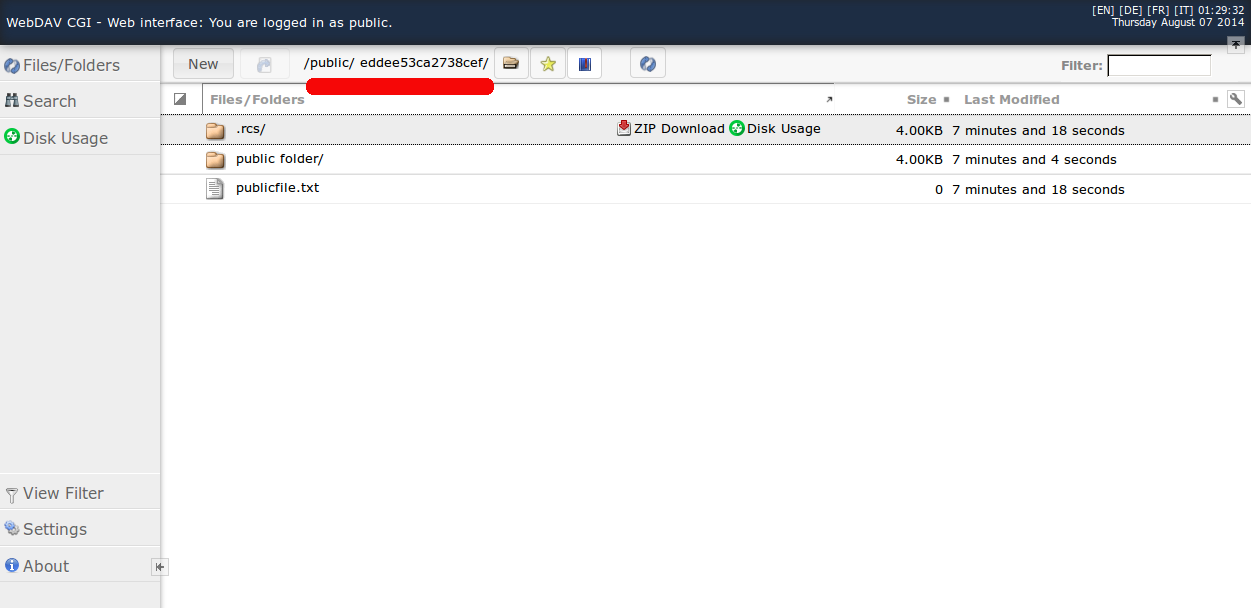 WebDAV CGI - Web interface: You are logged in as public.
[EN] [DE] [FR] [IT] 01:29:32
Thursday August 07 2014
Files/Folders
Search
Disk Usage
View Filter
Settings
About
New
/public/ eddee53ca2738cef/
Filter:
Files/Folders Size Last Modified
.rcs/ ZIP Download Disk Usage 4.00KB 7 minutes and 18 seconds
public folder/ 4.00KB 7 minutes and 4 seconds
publicfile.txt 0 7 minutes and 18 seconds